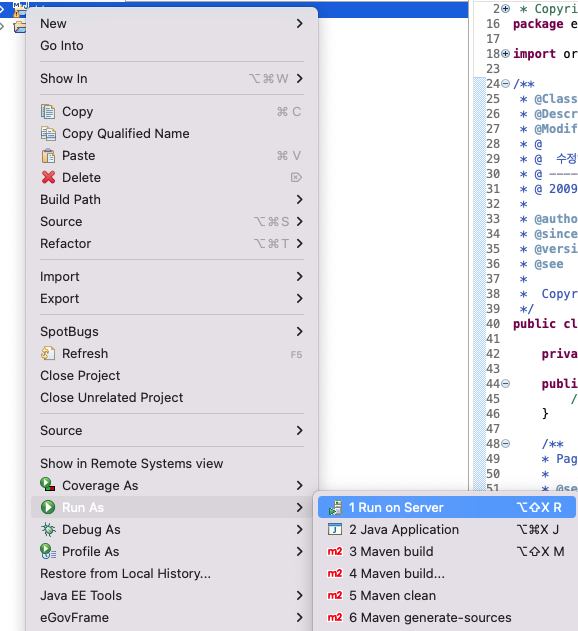 New
Go Into
Show In ⌥⌘W
Copy ⌘C
Copy Qualified Name
Paste ⌘V
Delete ⌦
Build Path
Source ⌥⌘S
Refactor ⌥⌘T
Import
Export
SpotBugs
Refresh F5
Close Project
Close Unrelated Project
Source
Show in Remote Systems view
Coverage As
Run As
Debug As
Profile As
Restore from Local History...
Java EE Tools
eGovFrame
1 Run on Server ⌥⇧X R
2 Java Application ⌥⌘X J
m2 3 Maven build ⌥⇧X M
m2 4 Maven build...
m2 5 Maven clean
m2 6 Maven generate-sources
2 * Copyri
16 package e
17
18 import or
23
24 /**
25 * @Class
26 * @Descr
27 * @Modif
28 * @
29 * @ 수정
30 * @ ----
31 * @ 2009
32 *
33 * @autho
34 * @since
35 * @versi
36 * @see
37 *
38 * Copyr
39 */
40 public cl
41
42 priva
43
44 publi
45 /
46 }
47
48 /**
49 * Pag
50 *
51 * @se